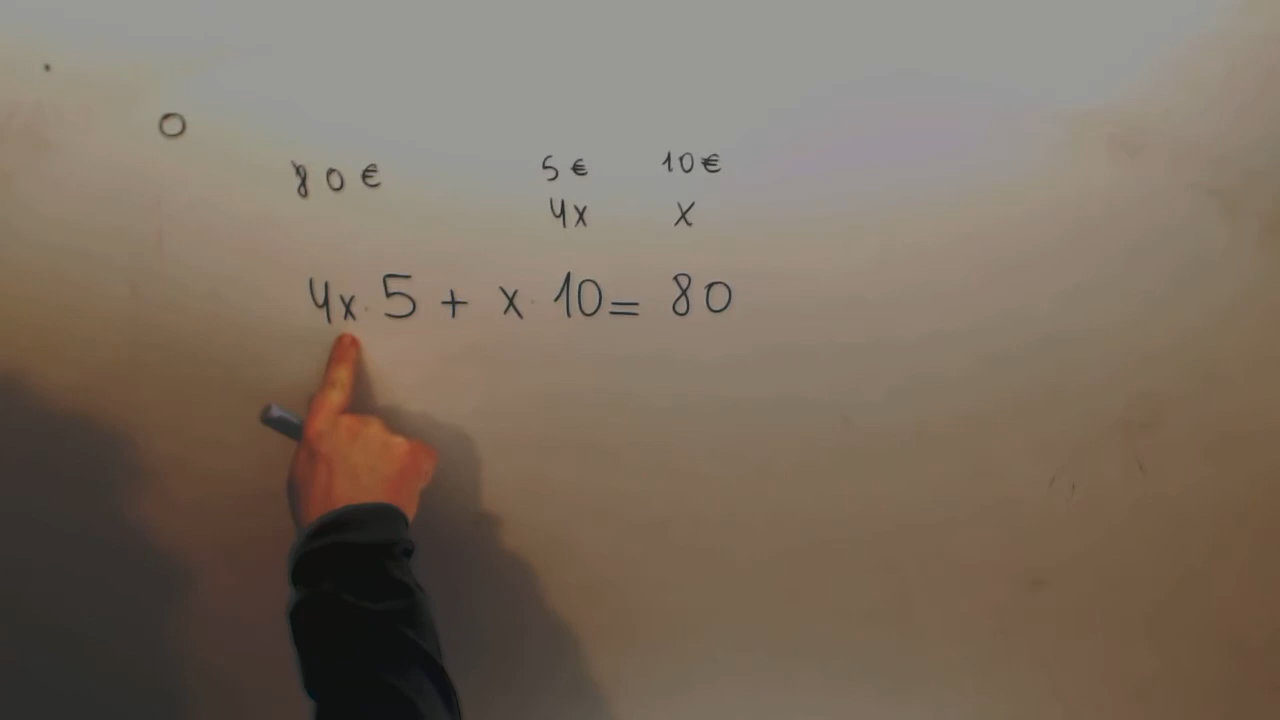 80€ 5€ 10€
4x x
4x · 5 + x · 10 = 80